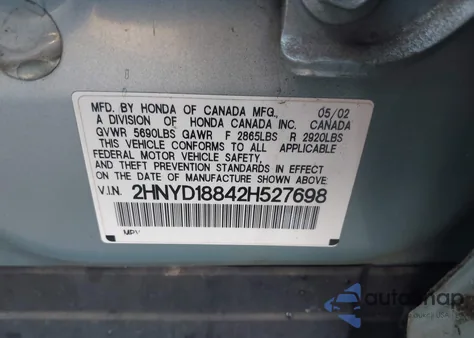 MFD. BY HONDA OF CANADA MFG., 05/02
A DIVISION OF HONDA CANADA INC. CANADA
GVWR 5690LBS GAWR F 2865LBS R 2920LBS
THIS VEHICLE CONFORMS TO ALL APPLICABLE
FEDERAL MOTOR VEHICLE SAFETY,
AND THEFT PREVENTION STANDARDS IN EFFECT
ON THE DATE OF MANUFACTURE SHOWN ABOVE.
V.I.N. 2HNYD18842H527698
MPV
autosnap